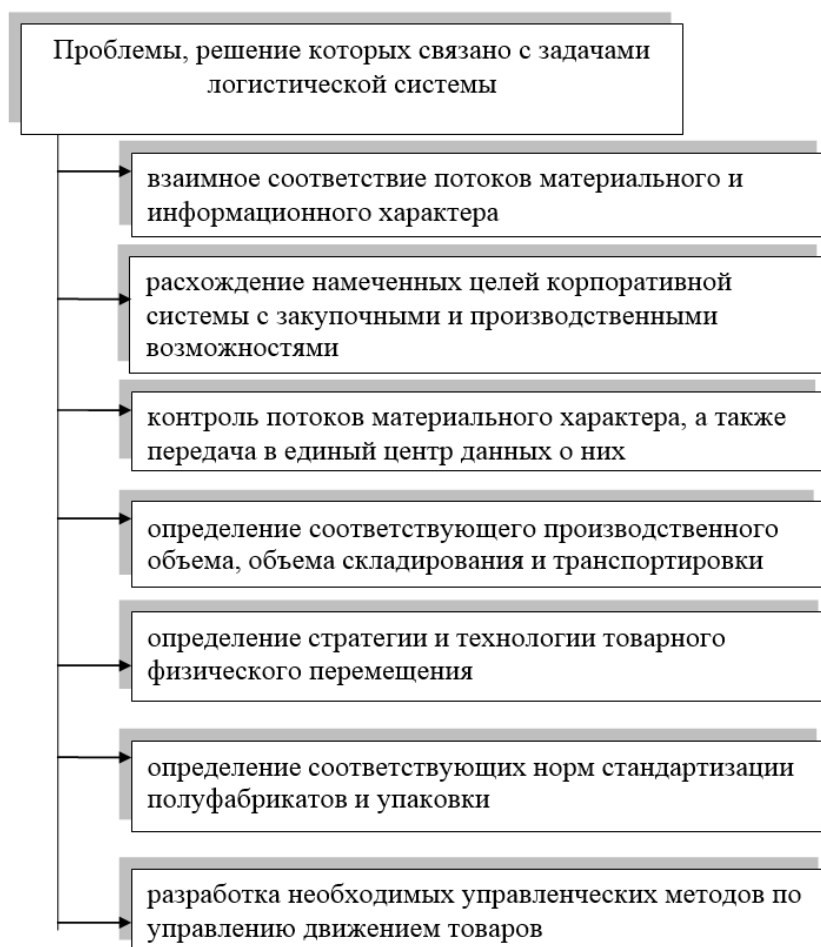 Проблемы, решение которых связано с задачами
логистической системы
взаимное соответствие потоков материального и
информационного характера
расхождение намеченных целей корпоративной
системы с закупочными и производственными
возможностями
контроль потоков материального характера, а также
передача в единый центр данных о них
определение соответствующего производственного
объема, объема складирования и транспортировки
определение стратегии и технологии товарного
физического перемещения
определение соответствующих норм стандартизации
полуфабрикатов и упаковки
разработка необходимых управленческих методов по
управлению движением товаров